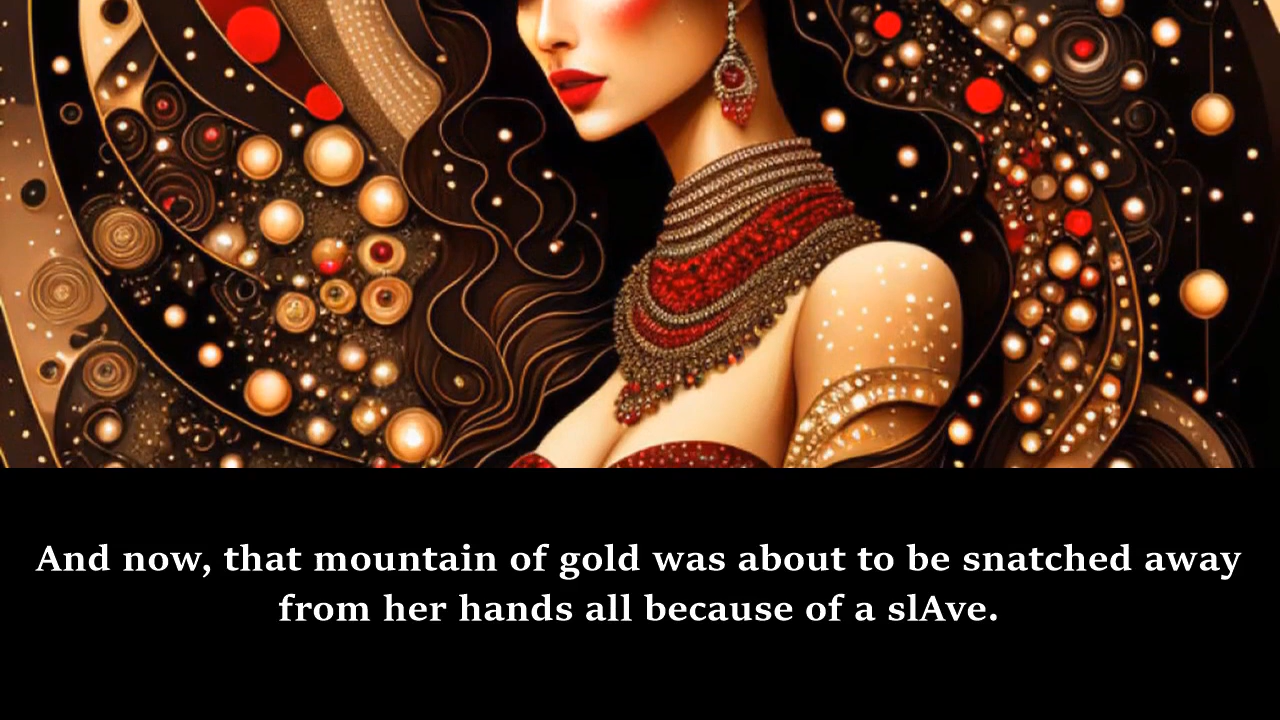 And now, that mountain of gold was about to be snatched away
from her hands all because of a slAve.